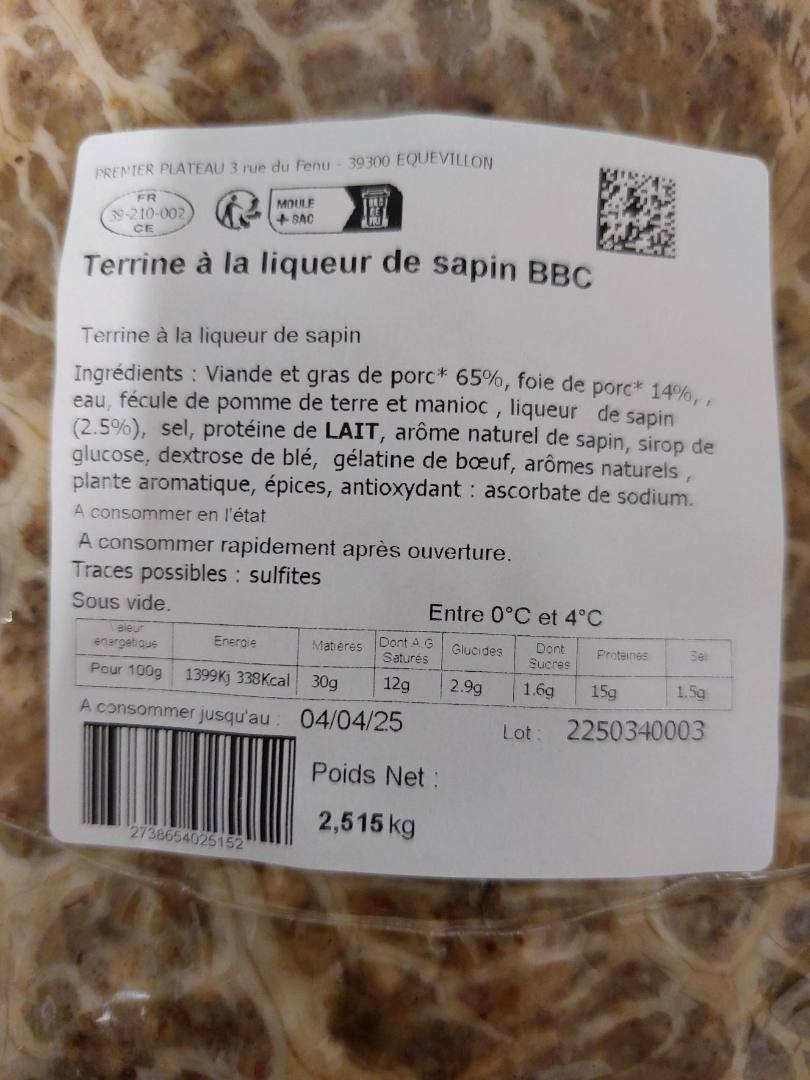 PREMIER PLATEAU 3 rue du Fenu - 39300 EQUEVILLON
FR
39-210-002
CE
MOULE
+ SAC
Terrine à la liqueur de sapin BBC
Terrine à la liqueur de sapin
Ingrédients : Viande et gras de porc* 65%, foie de porc* 14%, ,
eau, fécule de pomme de terre et manioc , liqueur de sapin
(2.5%), sel, protéine de LAIT, arôme naturel de sapin, sirop de
glucose, dextrose de blé, gélatine de bœuf, arômes naturels ,
plante aromatique, épices, antioxydant : ascorbate de sodium.
A consommer en l'état
A consommer rapidement après ouverture.
Traces possibles : sulfites
Sous vide.
Entre 0°C et 4°C
Valeur énergetique Energie Matières Dont A.G Saturés Glucides Dont Sucres Proteines Sel
Pour 100g 1399Kj 338Kcal 30g 12g 2.9g 1.6g 15g 1.5g
A consommer jusqu'au : 04/04/25
Lot : 2250340003
Poids Net :
2,515 kg
2738654025152